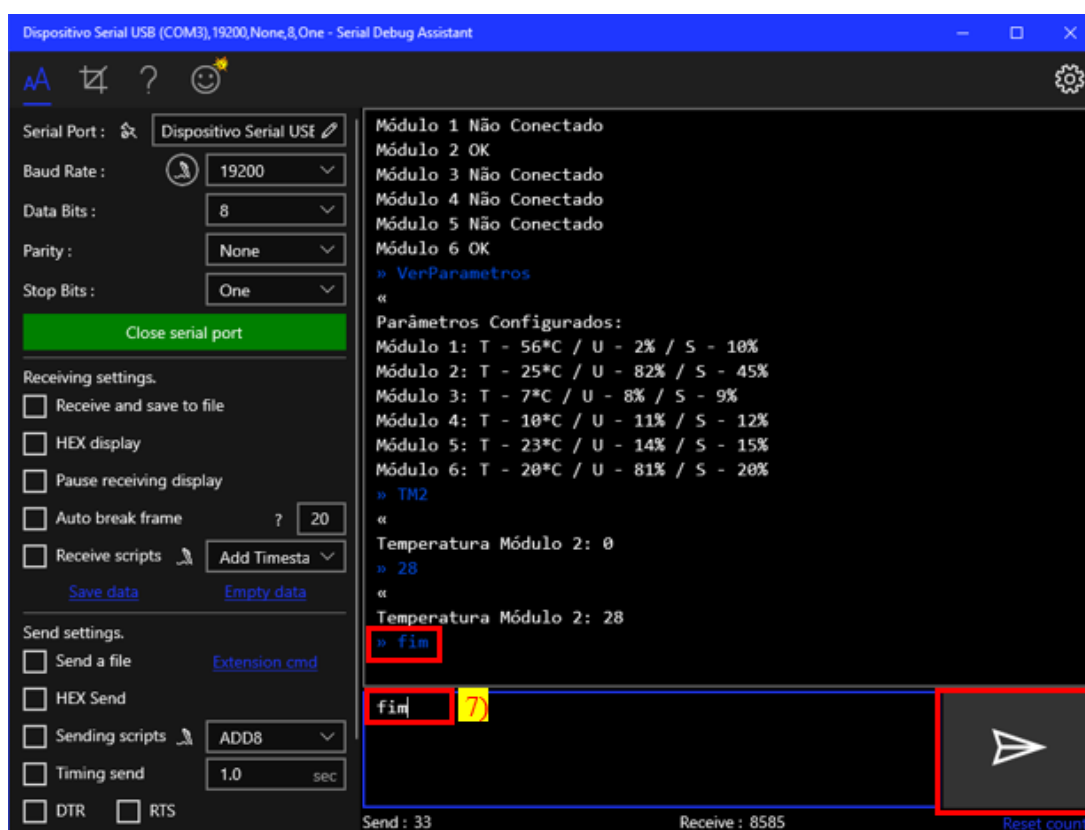 Dispositivo Serial USB (COM3),19200,None,8,One - Serial Debug Assistant
AA
Serial Port :
Dispositivo Serial USE
Baud Rate :
19200
Data Bits :
8
Parity :
None
Stop Bits :
One
Close serial port
Receiving settings.
Receive and save to file
HEX display
Pause receiving display
Auto break frame ? 20
Receive scripts Add Timesta
Save data Empty data
Send settings.
Send a file Extension cmd
HEX Send
Sending scripts ADD8
Timing send 1.0 sec
DTR RTS
Módulo 1 Não Conectado
Módulo 2 OK
Módulo 3 Não Conectado
Módulo 4 Não Conectado
Módulo 5 Não Conectado
Módulo 6 OK
» VerParametros
«
Parâmetros Configurados:
Módulo 1: T - 56*C / U - 2% / S - 10%
Módulo 2: T - 25*C / U - 82% / S - 45%
Módulo 3: T - 7*C / U - 8% / S - 9%
Módulo 4: T - 10*C / U - 11% / S - 12%
Módulo 5: T - 23*C / U - 14% / S - 15%
Módulo 6: T - 20*C / U - 81% / S - 20%
» TM2
«
Temperatura Módulo 2: 0
» 28
«
Temperatura Módulo 2: 28
» fim
fim 7)
Send : 33 Receive : 8585 Reset count